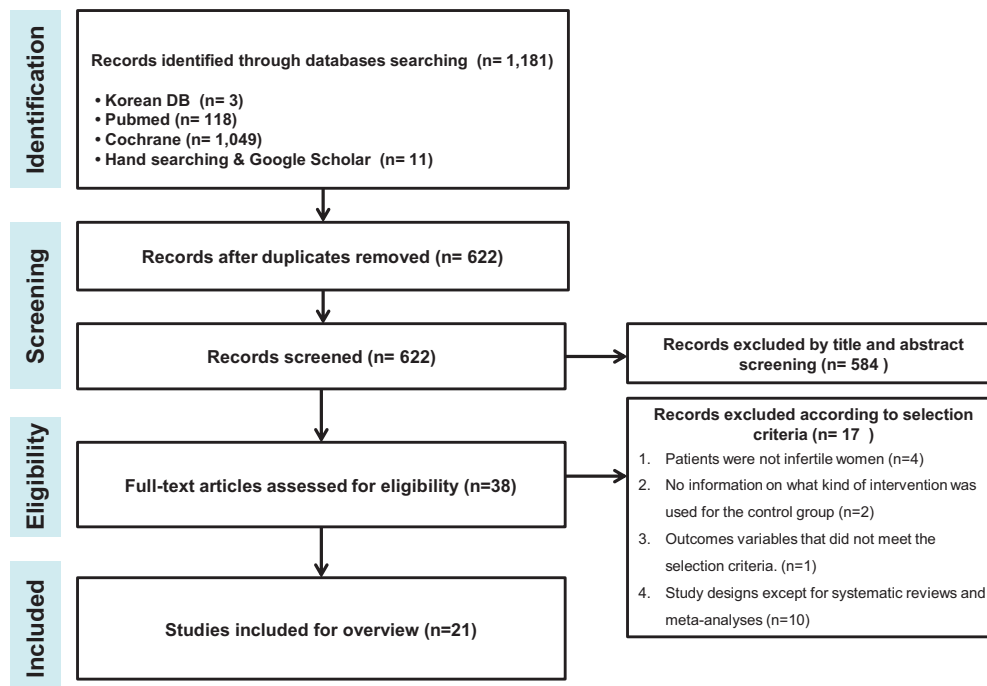 Identification
Records identified through databases searching (n= 1,181)
• Korean DB (n= 3)
• Pubmed (n= 118)
• Cochrane (n= 1,049)
• Hand searching & Google Scholar (n= 11)
Screening
Records after duplicates removed (n= 622)
Records screened (n= 622)
Records excluded by title and abstract
screening (n= 584 )
Eligibility
Full-text articles assessed for eligibility (n=38)
Records excluded according to selection
criteria (n= 17 )
1. Patients were not infertile women (n=4)
2. No information on what kind of intervention was
used for the control group (n=2)
3. Outcomes variables that did not meet the
selection criteria. (n=1)
4. Study designs except for systematic reviews and
meta-analyses (n=10)
Included
Studies included for overview (n=21)